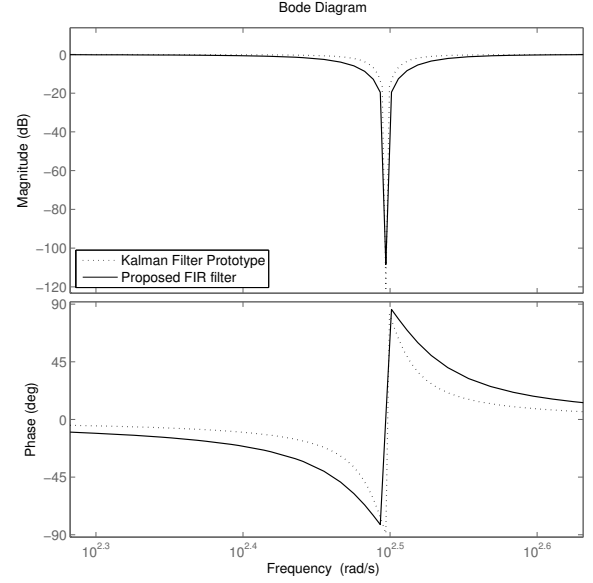 Bode Diagram
Magnitude (dB)
0
−20
−40
−60
−80
−100
−120
Kalman Filter Prototype
Proposed FIR filter
Phase (deg)
90
45
0
−45
−90
10^2.3
10^2.4
10^2.5
10^2.6
Frequency (rad/s)